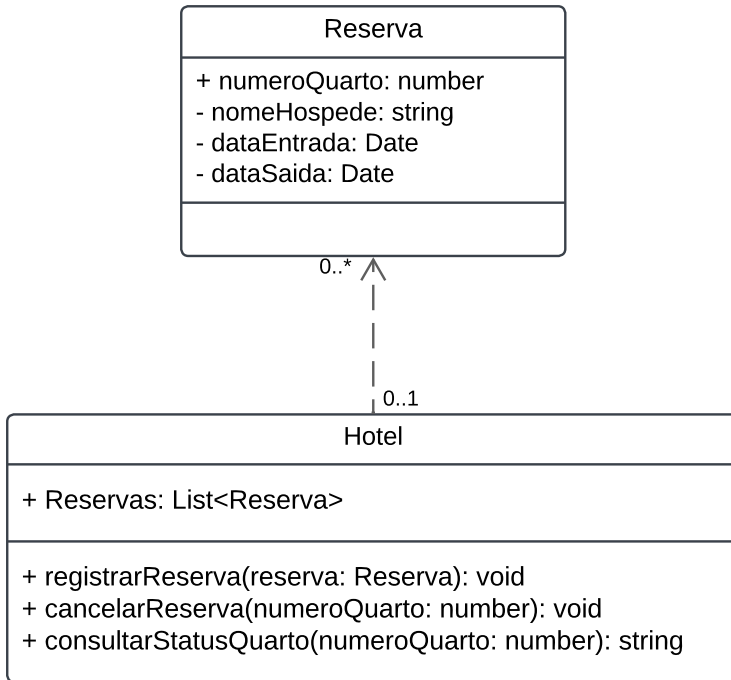 Reserva
+ numeroQuarto: number
- nomeHospede: string
- dataEntrada: Date
- dataSaida: Date
0..*
0..1
Hotel
+ Reservas: List<Reserva>
+ registrarReserva(reserva: Reserva): void
+ cancelarReserva(numeroQuarto: number): void
+ consultarStatusQuarto(numeroQuarto: number): string